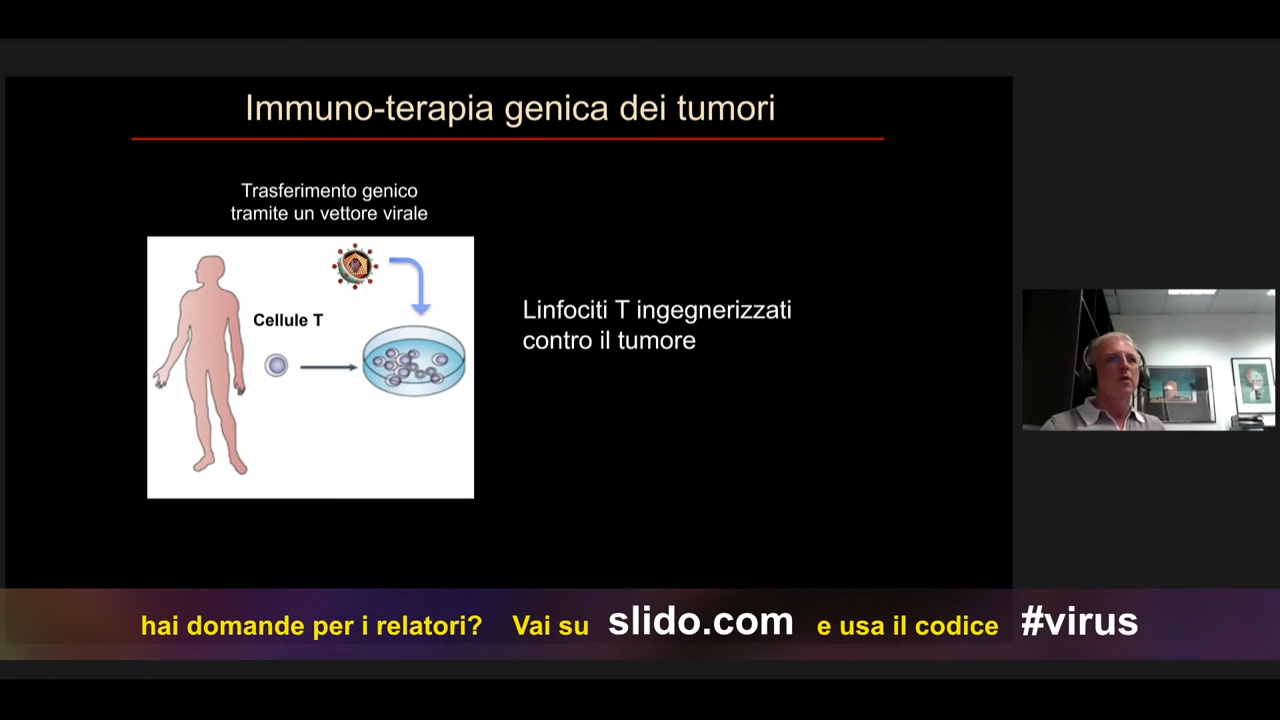 Immuno-terapia genica dei tumori
Trasferimento genico
tramite un vettore virale
Cellule T
Linfociti T ingegnerizzati
contro il tumore
hai domande per i relatori? Vai su slido.com e usa il codice #virus